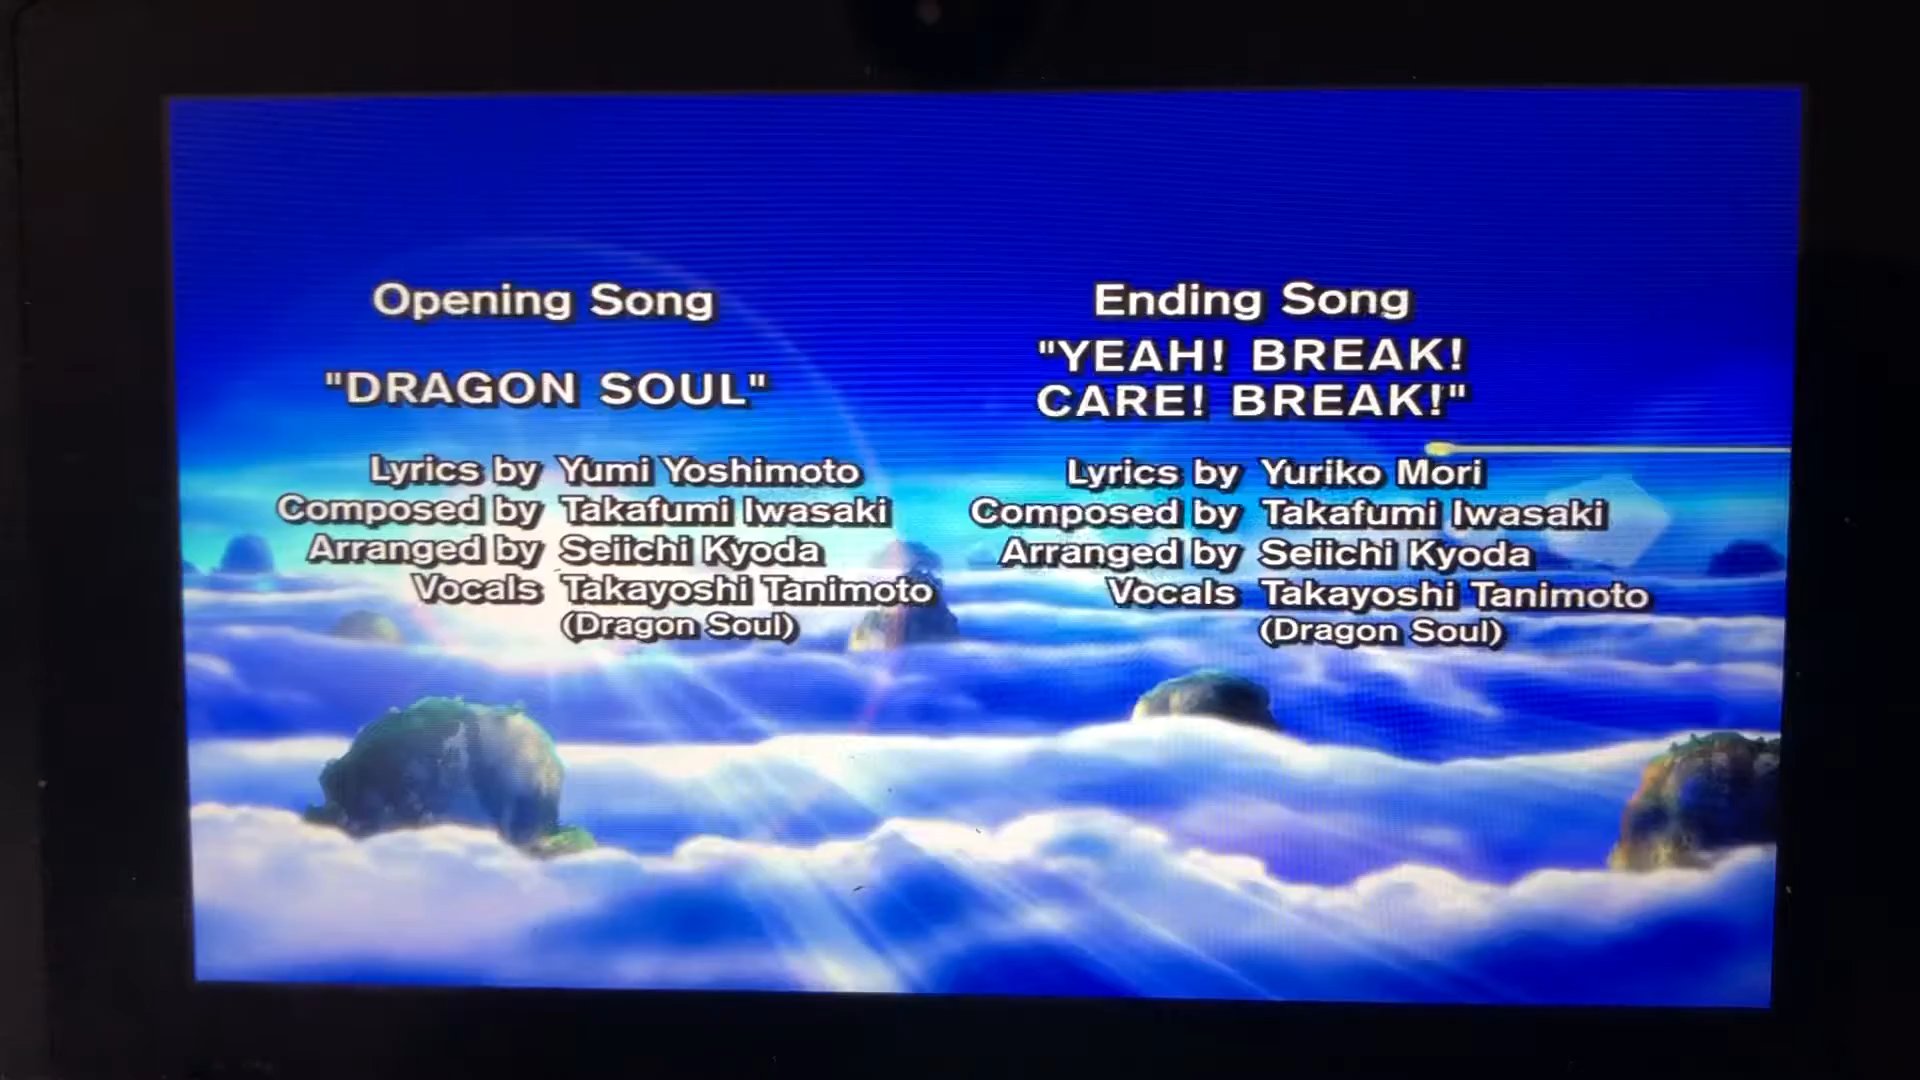 Opening Song
"DRAGON SOUL"
Lyrics by Yumi Yoshimoto
Composed by Takafumi Iwasaki
Arranged by Seiichi Kyoda
Vocals Takayoshi Tanimoto
(Dragon Soul)
Ending Song
"YEAH! BREAK!
CARE! BREAK!"
Lyrics by Yuriko Mori
Composed by Takafumi Iwasaki
Arranged by Seiichi Kyoda
Vocals Takayoshi Tanimoto
(Dragon Soul)